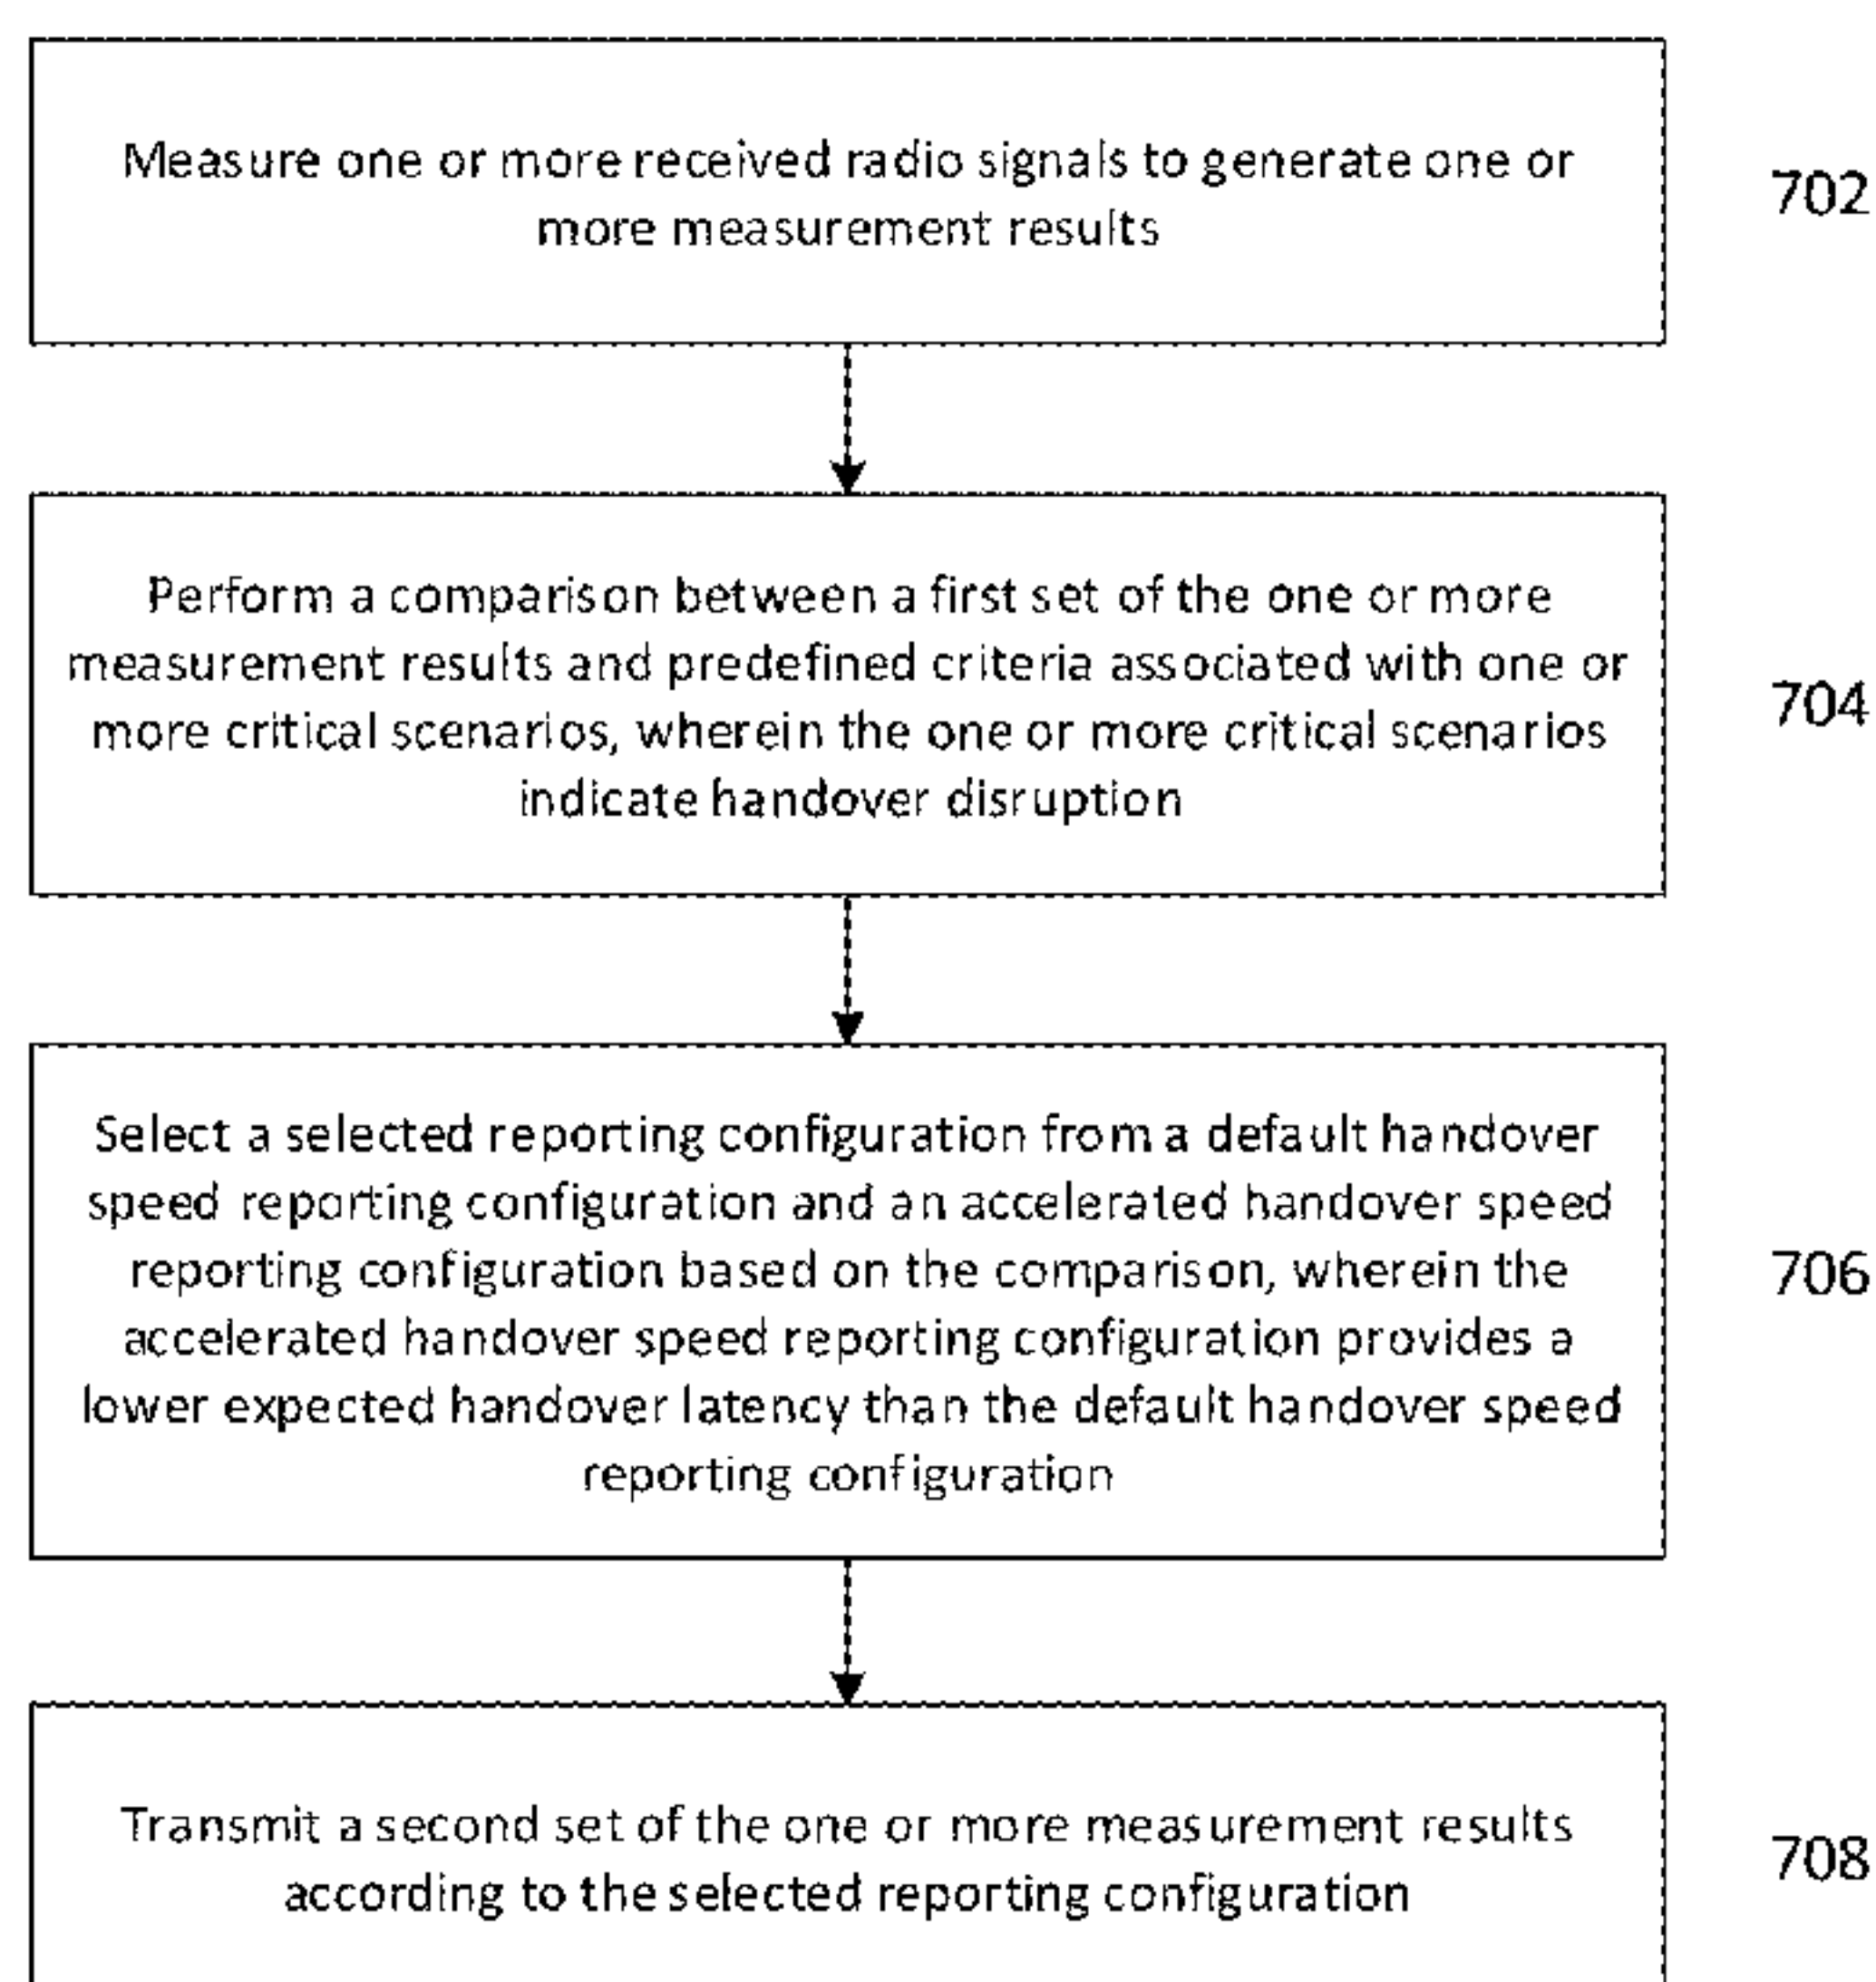 Measure one or more received radio signals to generate one or
more measurement results
702
Perform a comparison between a first set of the one or more
measurement results and predefined criteria associated with one or
more critical scenarios, wherein the one or more critical scenarios
indicate handover disruption
704
Select a selected reporting configuration from a default handover
speed reporting configuration and an accelerated handover speed
reporting configuration based on the comparison, wherein the
accelerated handover speed reporting configuration provides a
lower expected handover latency than the default handover speed
reporting configuration
706
Transmit a second set of the one or more measurement results
according to the selected reporting configuration
708